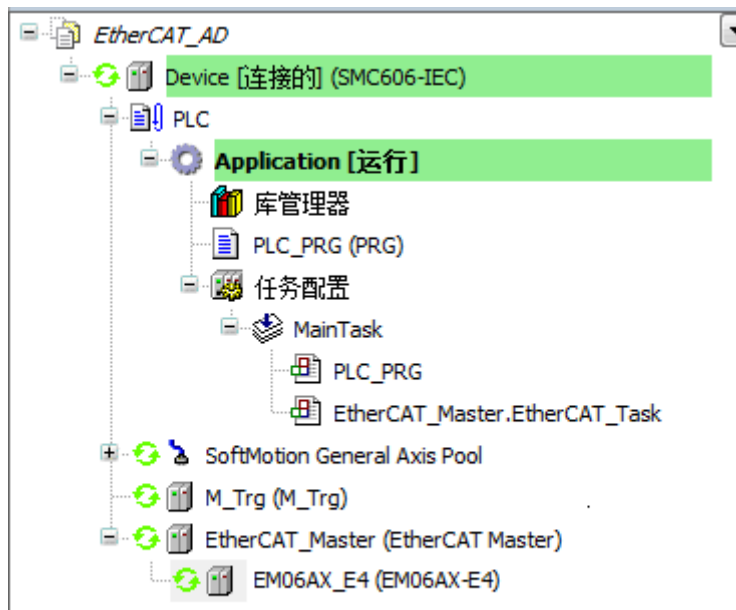 EtherCAT_AD
Device [连接的] (SMC606-IEC)
PLC
Application [运行]
库管理器
PLC_PRG (PRG)
任务配置
MainTask
PLC_PRG
EtherCAT_Master.EtherCAT_Task
SoftMotion General Axis Pool
M_Trg (M_Trg)
EtherCAT_Master (EtherCAT Master)
EM06AX_E4 (EM06AX-E4)